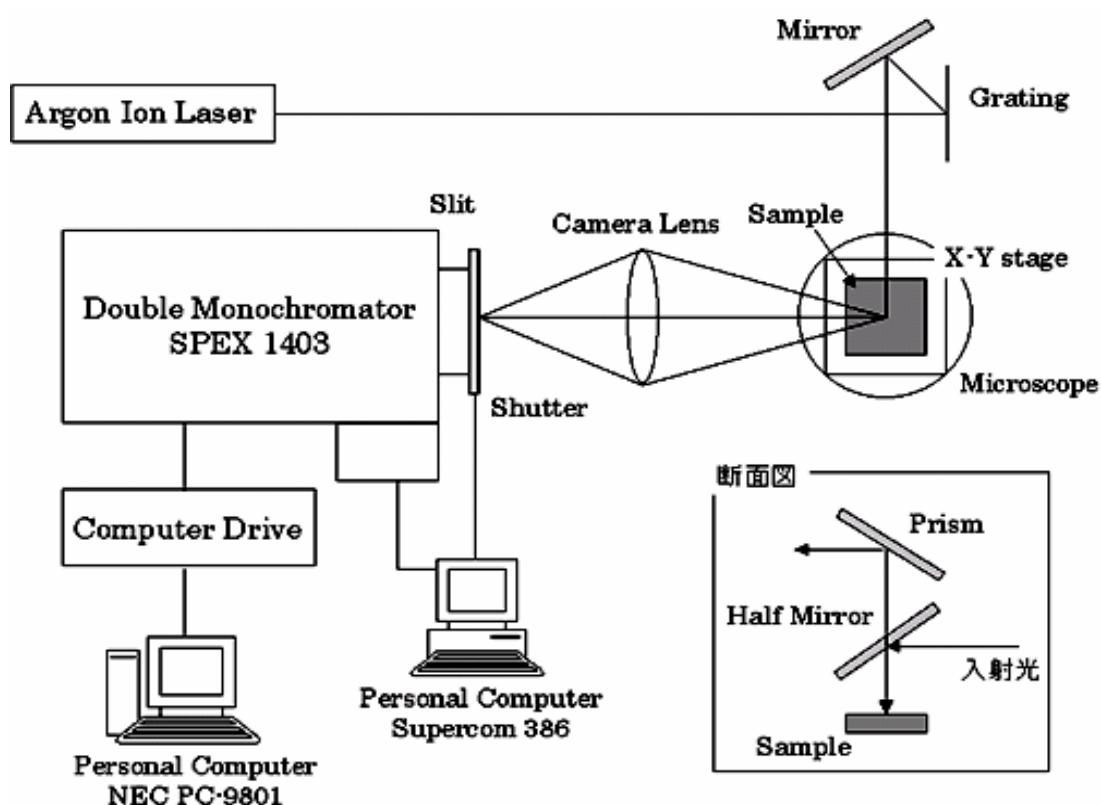 Mirror
Argon Ion Laser
Grating
Slit
Camera Lens
Sample
X-Y stage
Double Monochromator
SPEX 1403
Microscope
Shutter
Computer Drive
断面図
Prism
Half Mirror
入射光
Sample
Personal Computer
Supercom 386
Personal Computer
NEC PC-9801